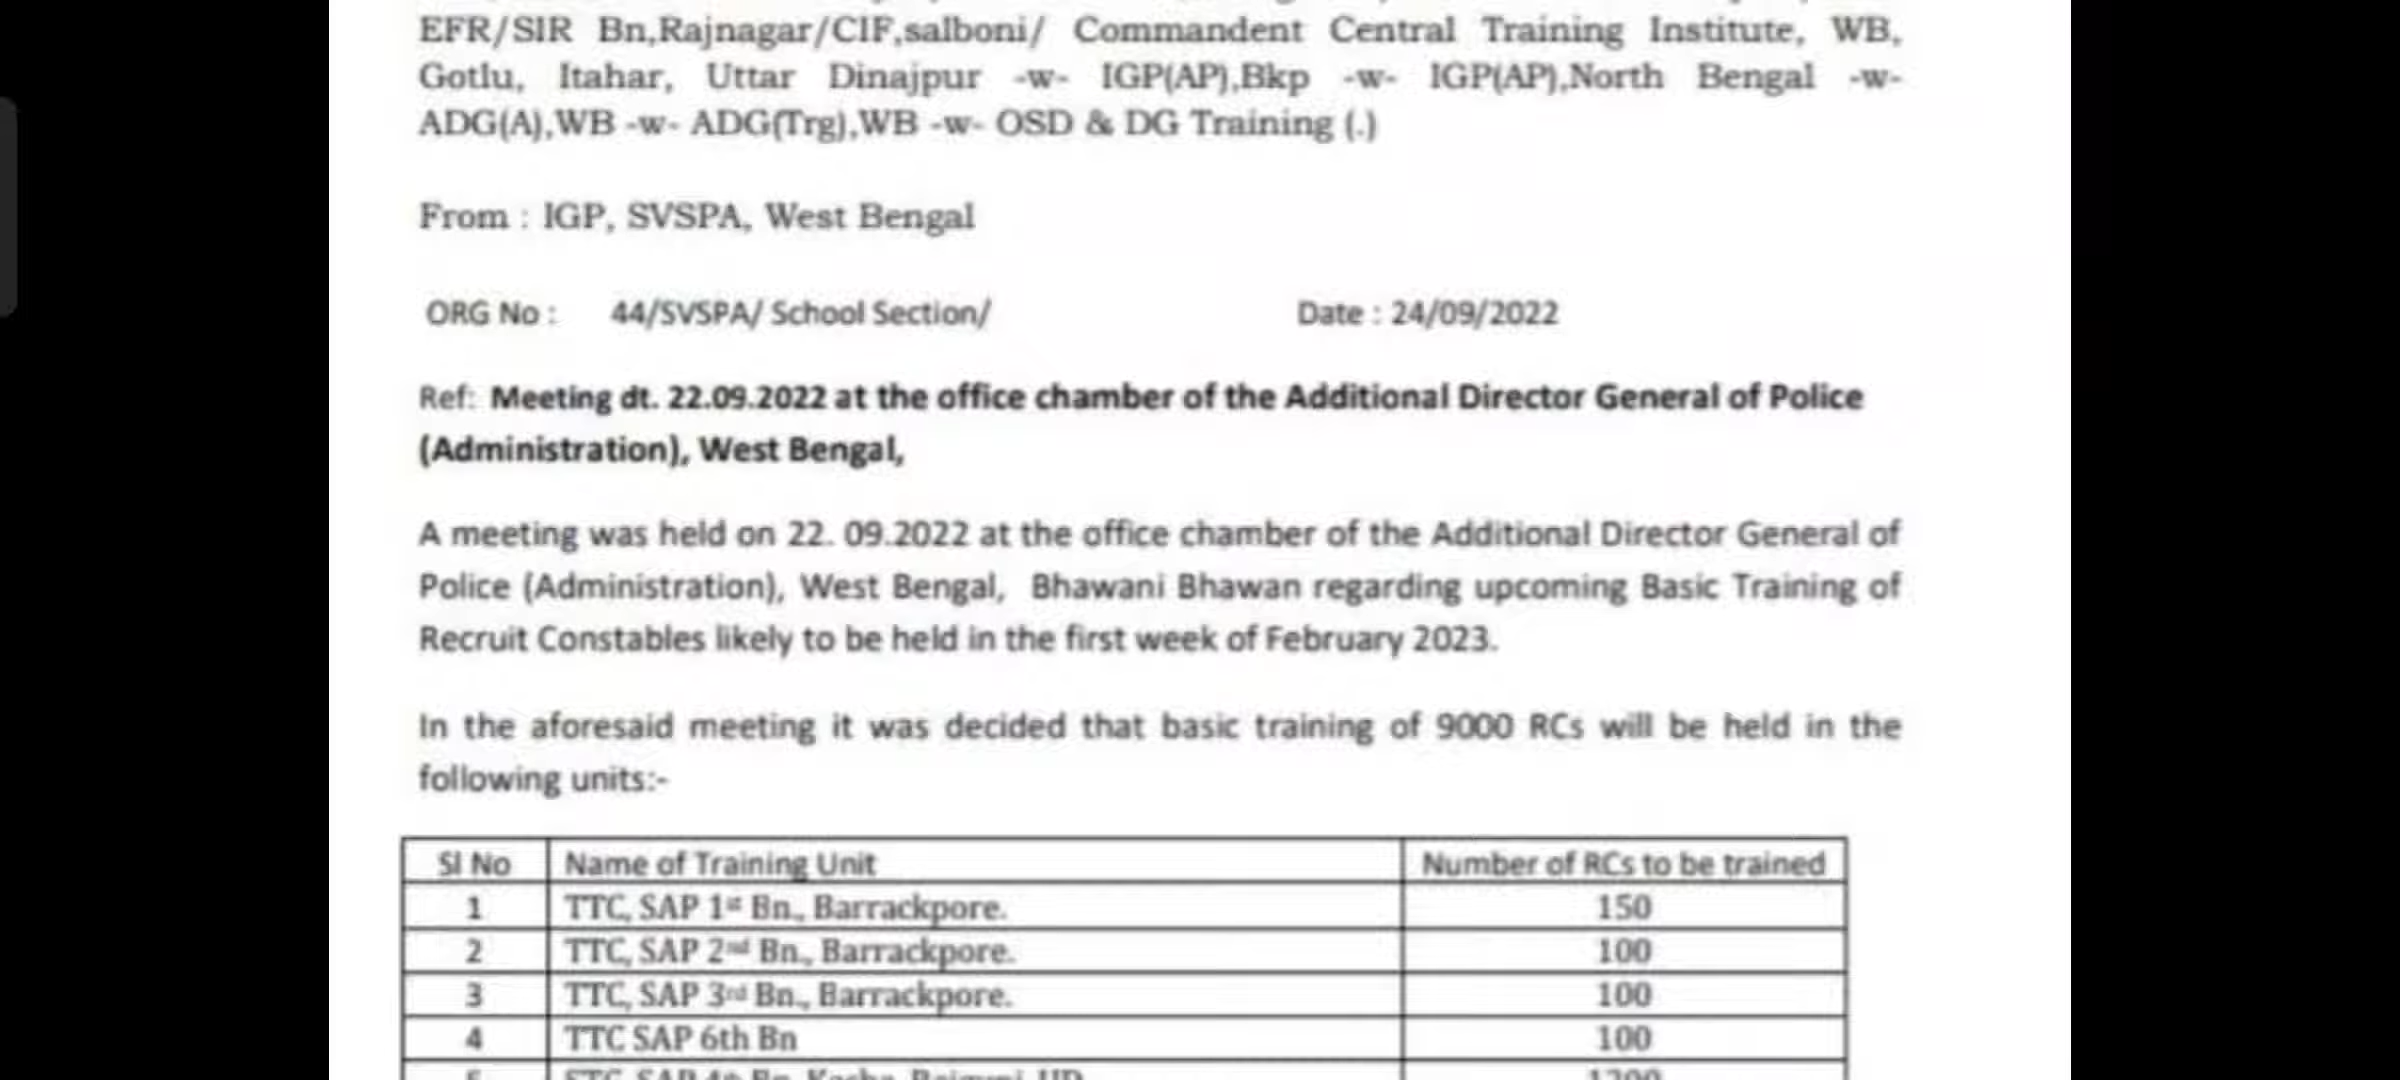 EFR/SIR Bn,Rajnagar/CIF,salboni/ Commandent Central Training Institute, WB,
Gotlu, Itahar, Uttar Dinajpur -w- IGP(AP),Bkp -w- IGP(AP),North Bengal -w-
ADG(A),WB -w- ADG(Trg),WB -w- OSD & DG Training (.)
From : IGP, SVSPA, West Bengal
ORG No : 44/SVSPA/ School Section/ Date : 24/09/2022
Ref: Meeting dt. 22.09.2022 at the office chamber of the Additional Director General of Police
(Administration), West Bengal,
A meeting was held on 22. 09.2022 at the office chamber of the Additional Director General of
Police (Administration), West Bengal, Bhawani Bhawan regarding upcoming Basic Training of
Recruit Constables likely to be held in the first week of February 2023.
In the aforesaid meeting it was decided that basic training of 9000 RCs will be held in the
following units:-
Sl No Name of Training Unit Number of RCs to be trained
1 TTC, SAP 1st Bn., Barrackpore. 150
2 TTC, SAP 2nd Bn., Barrackpore. 100
3 TTC, SAP 3rd Bn., Barrackpore. 100
4 TTC SAP 6th Bn 100